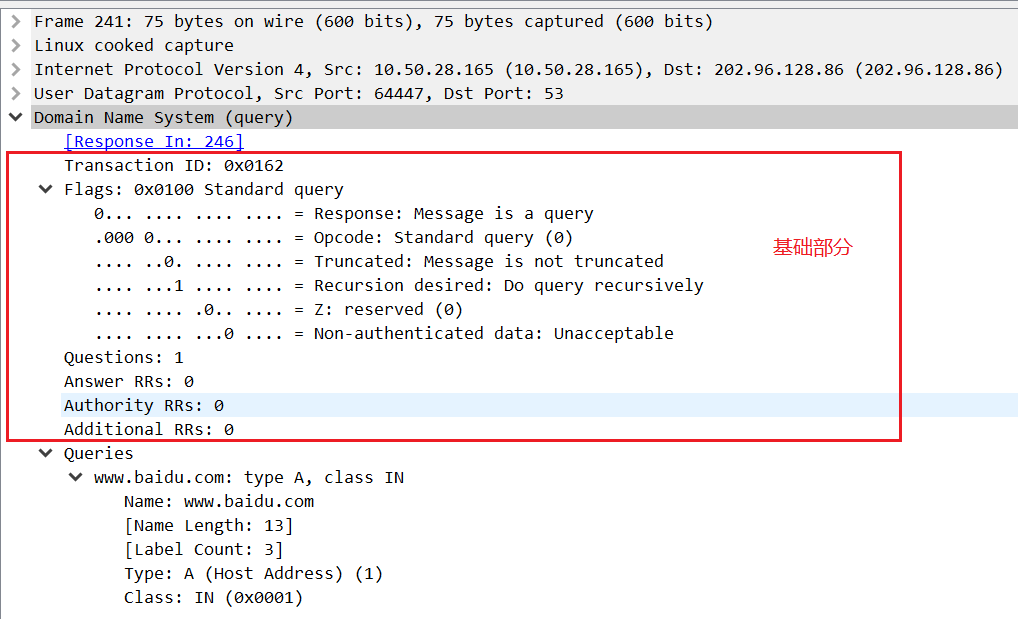 Frame 241: 75 bytes on wire (600 bits), 75 bytes captured (600 bits)
Linux cooked capture
Internet Protocol Version 4, Src: 10.50.28.165 (10.50.28.165), Dst: 202.96.128.86 (202.96.128.86)
User Datagram Protocol, Src Port: 64447, Dst Port: 53
Domain Name System (query)
[Response In: 246]
Transaction ID: 0x0162
Flags: 0x0100 Standard query
0... .... .... .... = Response: Message is a query
.000 0... .... .... = Opcode: Standard query (0)
基础部分
.... ..0. .... .... = Truncated: Message is not truncated
.... ...1 .... .... = Recursion desired: Do query recursively
.... .... .0.. .... = Z: reserved (0)
.... .... ...0 .... = Non-authenticated data: Unacceptable
Questions: 1
Answer RRs: 0
Authority RRs: 0
Additional RRs: 0
Queries
www.baidu.com: type A, class IN
Name: www.baidu.com
[Name Length: 13]
[Label Count: 3]
Type: A (Host Address) (1)
Class: IN (0x0001)